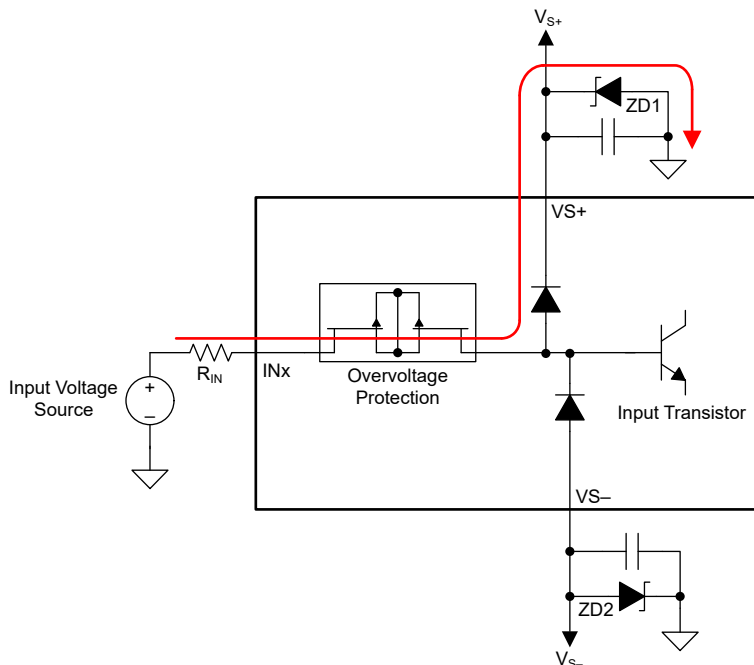 VS+
ZD1
VS+
+
–
Input Voltage
Source
RIN
INx
Overvoltage
Protection
Input Transistor
VS–
ZD2
VS–